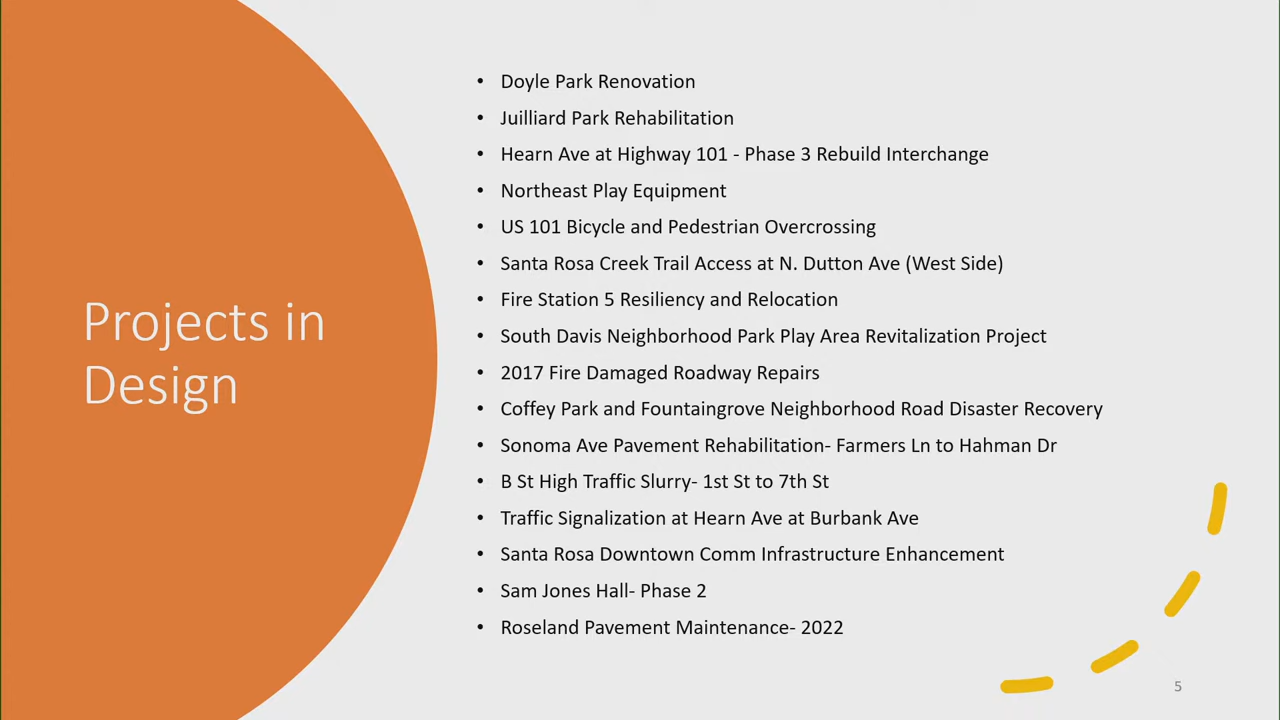 Projects in
Design
• Doyle Park Renovation
• Juilliard Park Rehabilitation
• Hearn Ave at Highway 101 - Phase 3 Rebuild Interchange
• Northeast Play Equipment
• US 101 Bicycle and Pedestrian Overcrossing
• Santa Rosa Creek Trail Access at N. Dutton Ave (West Side)
• Fire Station 5 Resiliency and Relocation
• South Davis Neighborhood Park Play Area Revitalization Project
• 2017 Fire Damaged Roadway Repairs
• Coffey Park and Fountaingrove Neighborhood Road Disaster Recovery
• Sonoma Ave Pavement Rehabilitation- Farmers Ln to Hahman Dr
• B St High Traffic Slurry- 1st St to 7th St
• Traffic Signalization at Hearn Ave at Burbank Ave
• Santa Rosa Downtown Comm Infrastructure Enhancement
• Sam Jones Hall- Phase 2
• Roseland Pavement Maintenance- 2022
5